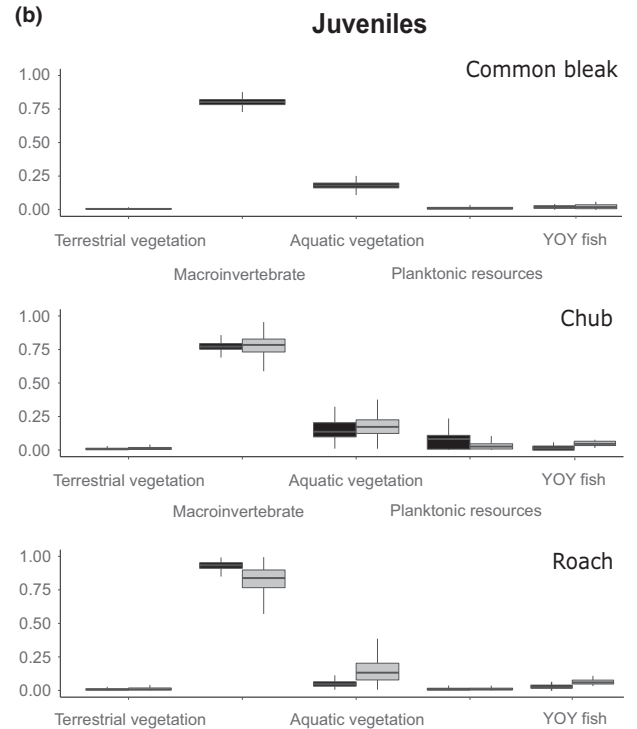 (b)
Juveniles
Common bleak
1.00
0.75
0.50
0.25
0.00
Terrestrial vegetation Aquatic vegetation YOY fish
Macroinvertebrate Planktonic resources
Chub
1.00
0.75
0.50
0.25
0.00
Terrestrial vegetation Aquatic vegetation YOY fish
Macroinvertebrate Planktonic resources
Roach
1.00
0.75
0.50
0.25
0.00
Terrestrial vegetation Aquatic vegetation YOY fish